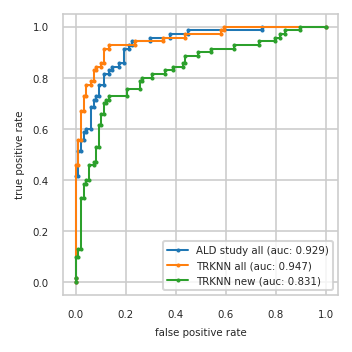 1.0
0.8
0.6
0.4
0.2
0.0
true positive rate
ALD study all (auc: 0.929)
TRKNN all (auc: 0.947)
TRKNN new (auc: 0.831)
0.0 0.2 0.4 0.6 0.8 1.0
false positive rate